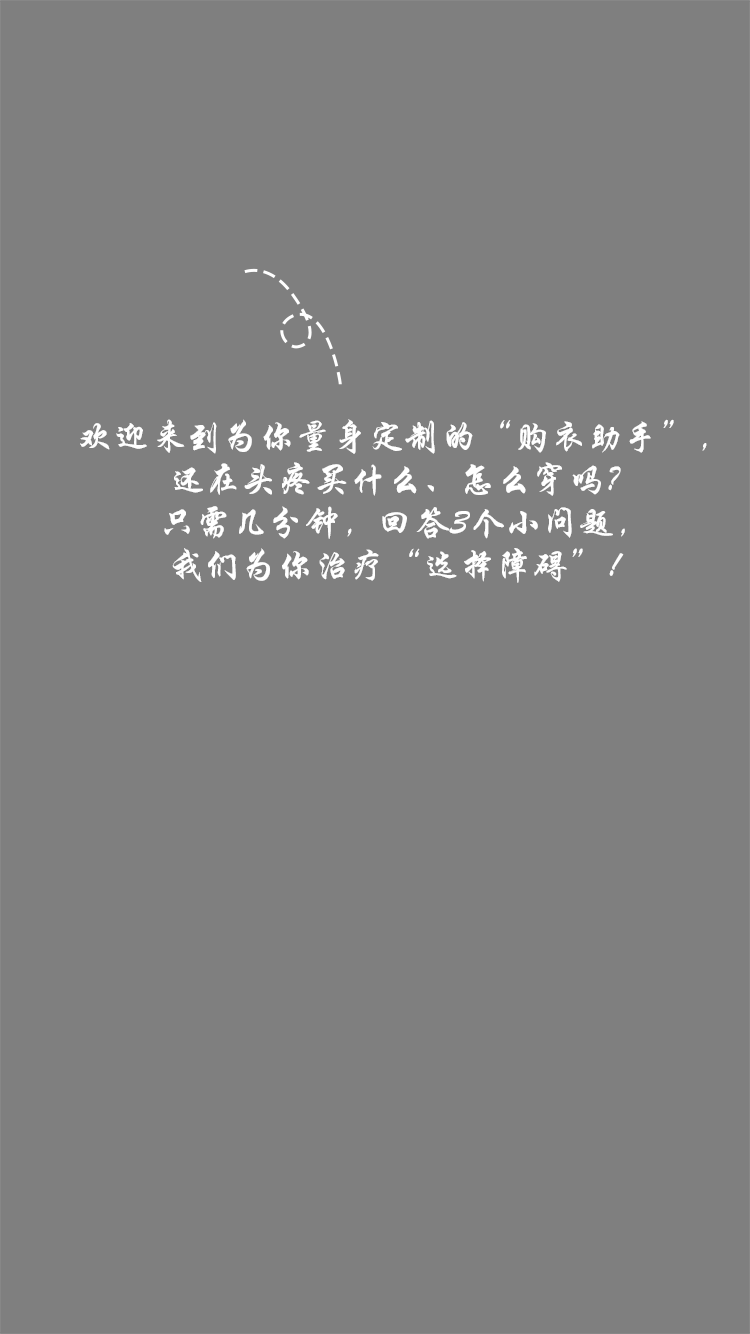 欢迎来到为你量身定制的“购衣助手”，
还在头疼买什么、怎么穿吗？
只需几分钟，回答3个小问题，
我们为你治疗“选择障碍”！